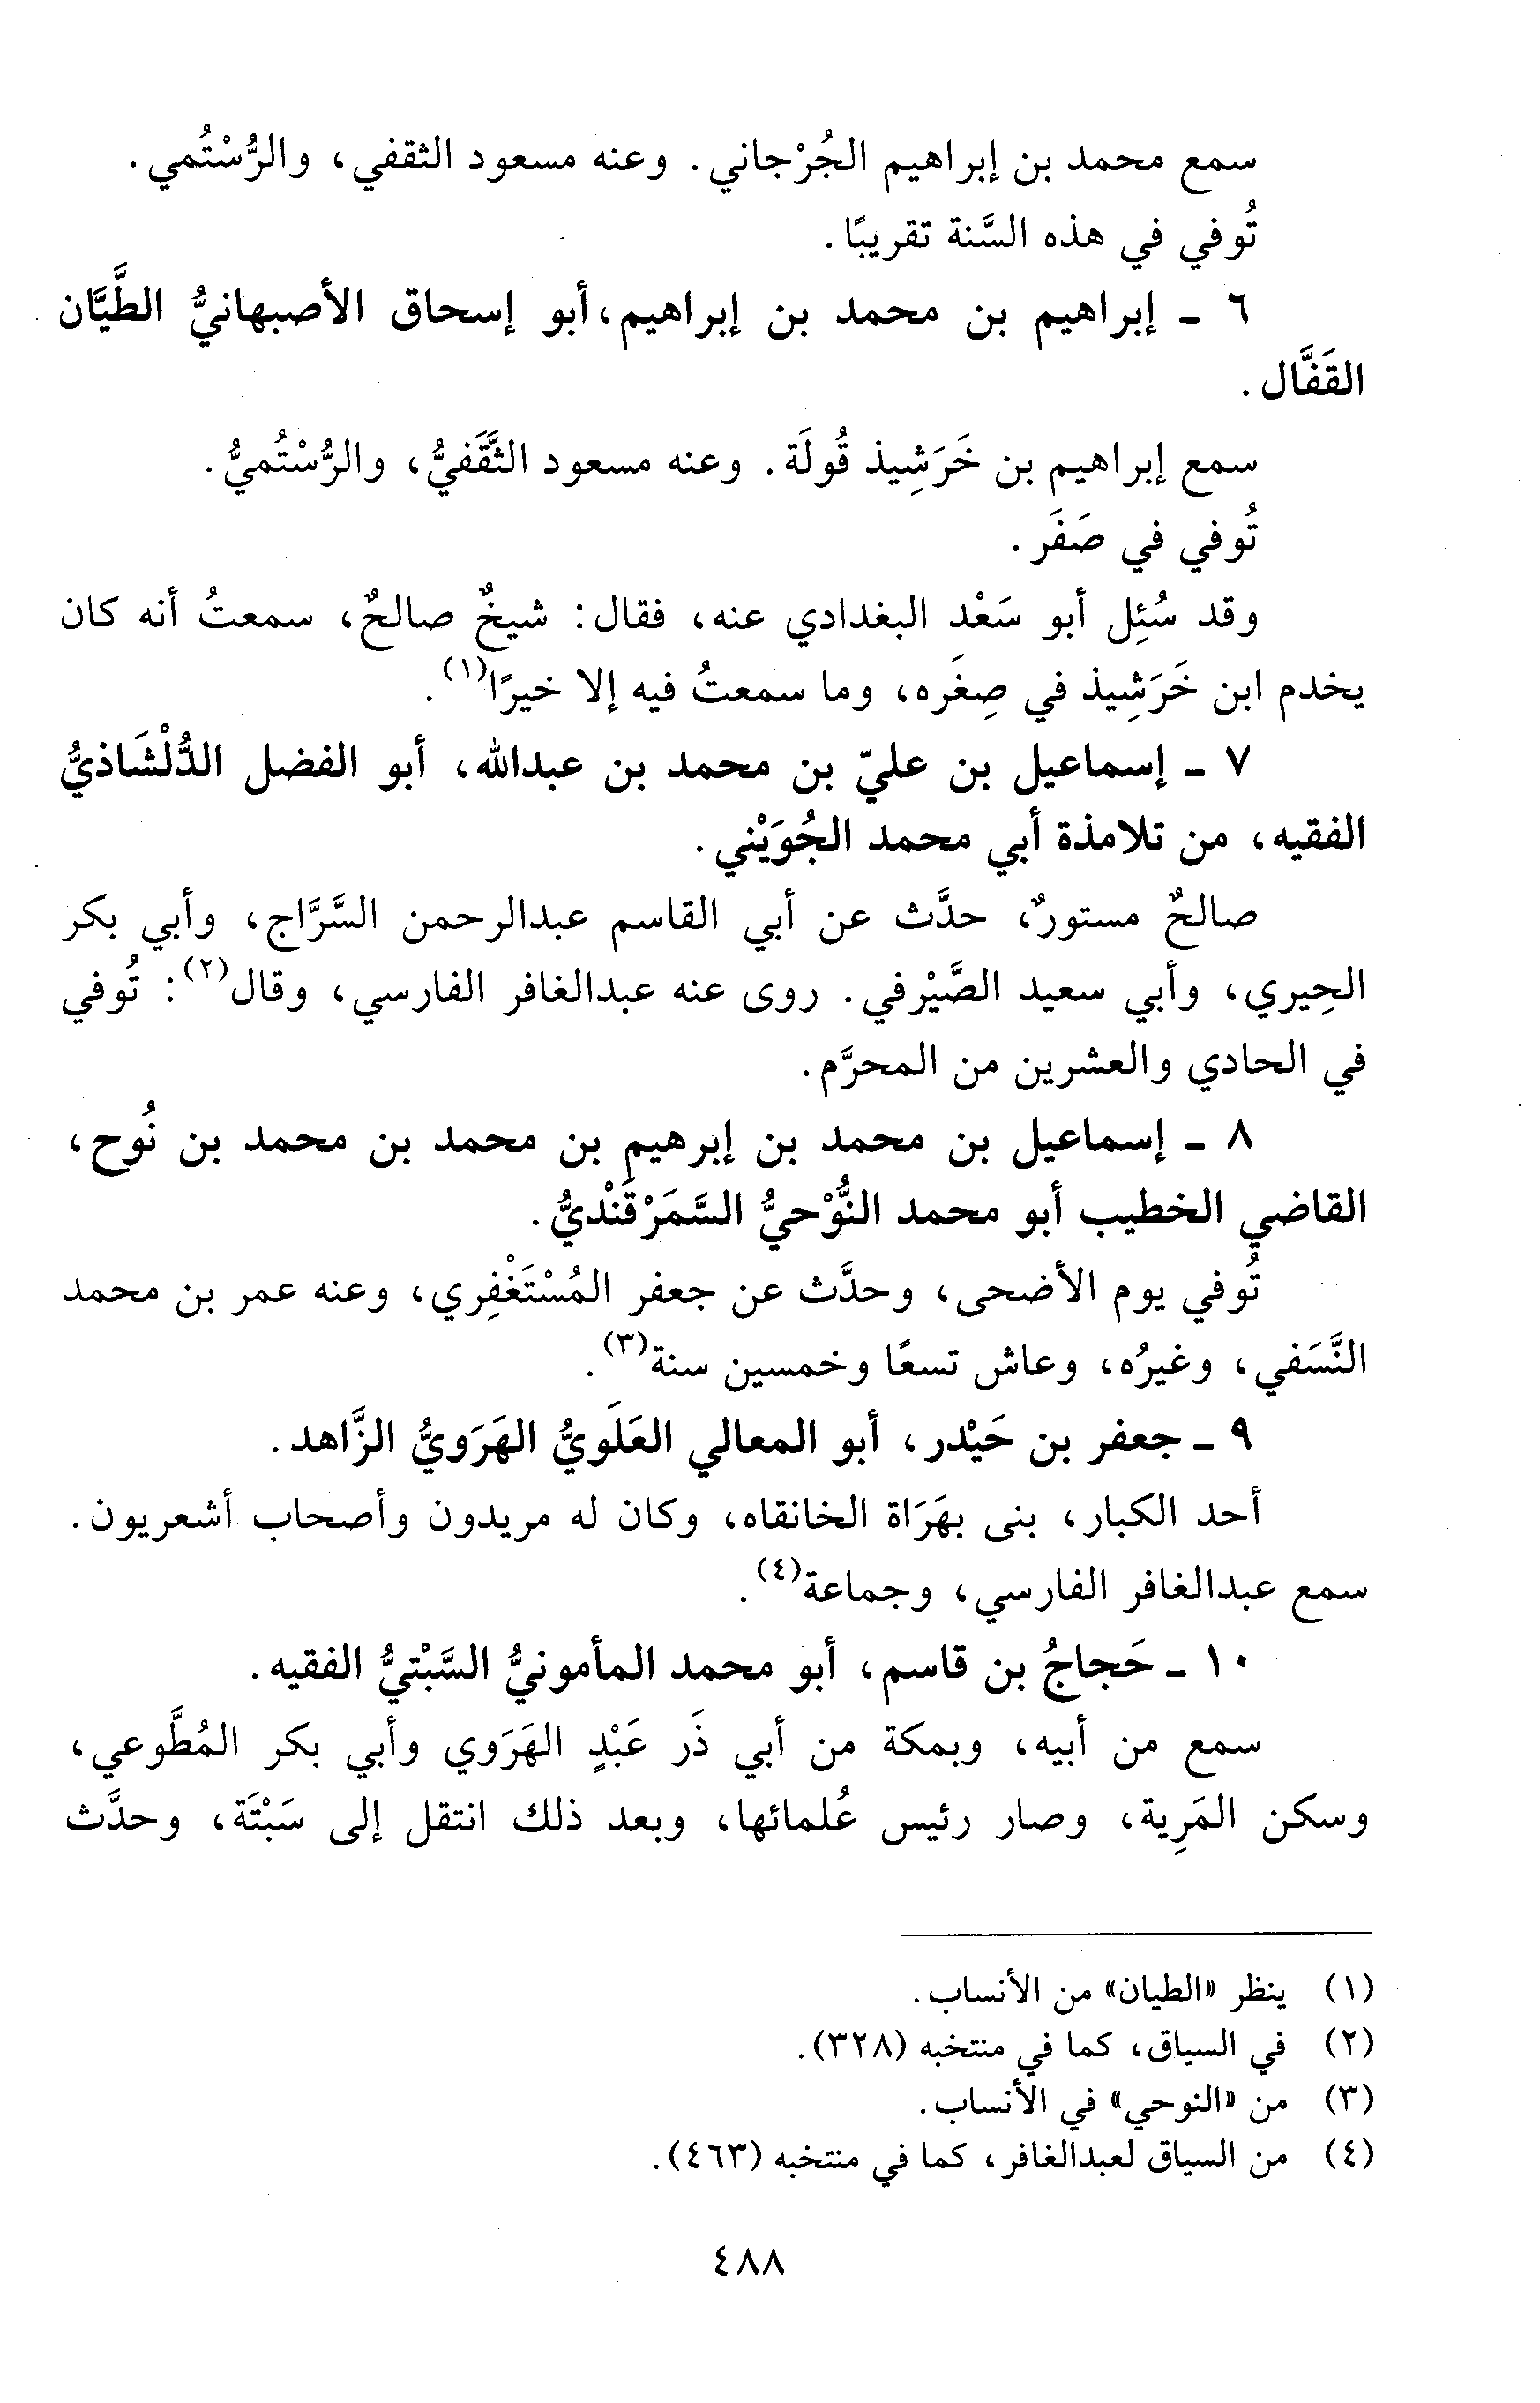 سمع محمد بن إبراهيم الجُرْجاني. وعنه مسعود الثقفي، والرُّسْتُمي.
تُوفي في هذه السَّنة تقريبًا.
٦ ـ إبراهيم بن محمد بن إبراهيم، أبو إسحاق الأصبهانيُّ الطَّيَّان
القَفَّال.
سمع إبراهيم بن خَرَشِيذ قُولَة. وعنه مسعود الثَّقَفيُّ، والرُّسْتُميُّ.
تُوفي في صَفَر.
وقد سُئِل أبو سَعْد البغدادي عنه، فقال: شيخٌ صالحٌ، سمعتُ أنه كان
يخدم ابن خَرَشِيذ في صِغَره، وما سمعتُ فيه إلا خيرًا(١).
٧ ـ إسماعيل بن عليّ بن محمد بن عبدالله، أبو الفضل الدُّلْشَاذيُّ
الفقيه، من تلامذة أبي محمد الجُوَيْني.
صالحٌ مستورٌ، حدَّث عن أبي القاسم عبدالرحمن السَّرَّاج، وأبي بكر
الحِيري، وأبي سعيد الصَّيْرفي. روى عنه عبدالغافر الفارسي، وقال(٢): تُوفي
في الحادي والعشرين من المحرَّم.
٨ ـ إسماعيل بن محمد بن إبرهيم بن محمد بن محمد بن نُوح،
القاضي الخطيب أبو محمد النُّوْحيُّ السَّمَرْقَنْديُّ.
تُوفي يوم الأضحى، وحدَّث عن جعفر المُسْتَغْفِري، وعنه عمر بن محمد
النَّسَفي، وغيرُه، وعاش تسعًا وخمسين سنة(٣).
٩ ـ جعفر بن حَيْدر، أبو المعالي العَلَويُّ الهَرَويُّ الزَّاهد.
أحد الكبار، بنى بهَرَاة الخانقاه، وكان له مريدون وأصحاب أشعريون.
سمع عبدالغافر الفارسي، وجماعة(٤).
١٠ ـ حَجاجُ بن قاسم، أبو محمد المأمونيُّ السَّبْتيُّ الفقيه.
سمع من أبيه، وبمكة من أبي ذَر عَبْدٍ الهَرَوي وأبي بكر المُطَّوعي،
وسكن المَرِية، وصار رئيس عُلمائها، وبعد ذلك انتقل إلى سَبْتَة، وحدَّث
(١) ينظر «الطيان» من الأنساب.
(٢) في السياق، كما في منتخبه (٣٢٨).
(٣) من «النوحي» في الأنساب.
(٤) من السياق لعبدالغافر، كما في منتخبه (٤٦٣).
٤٨٨